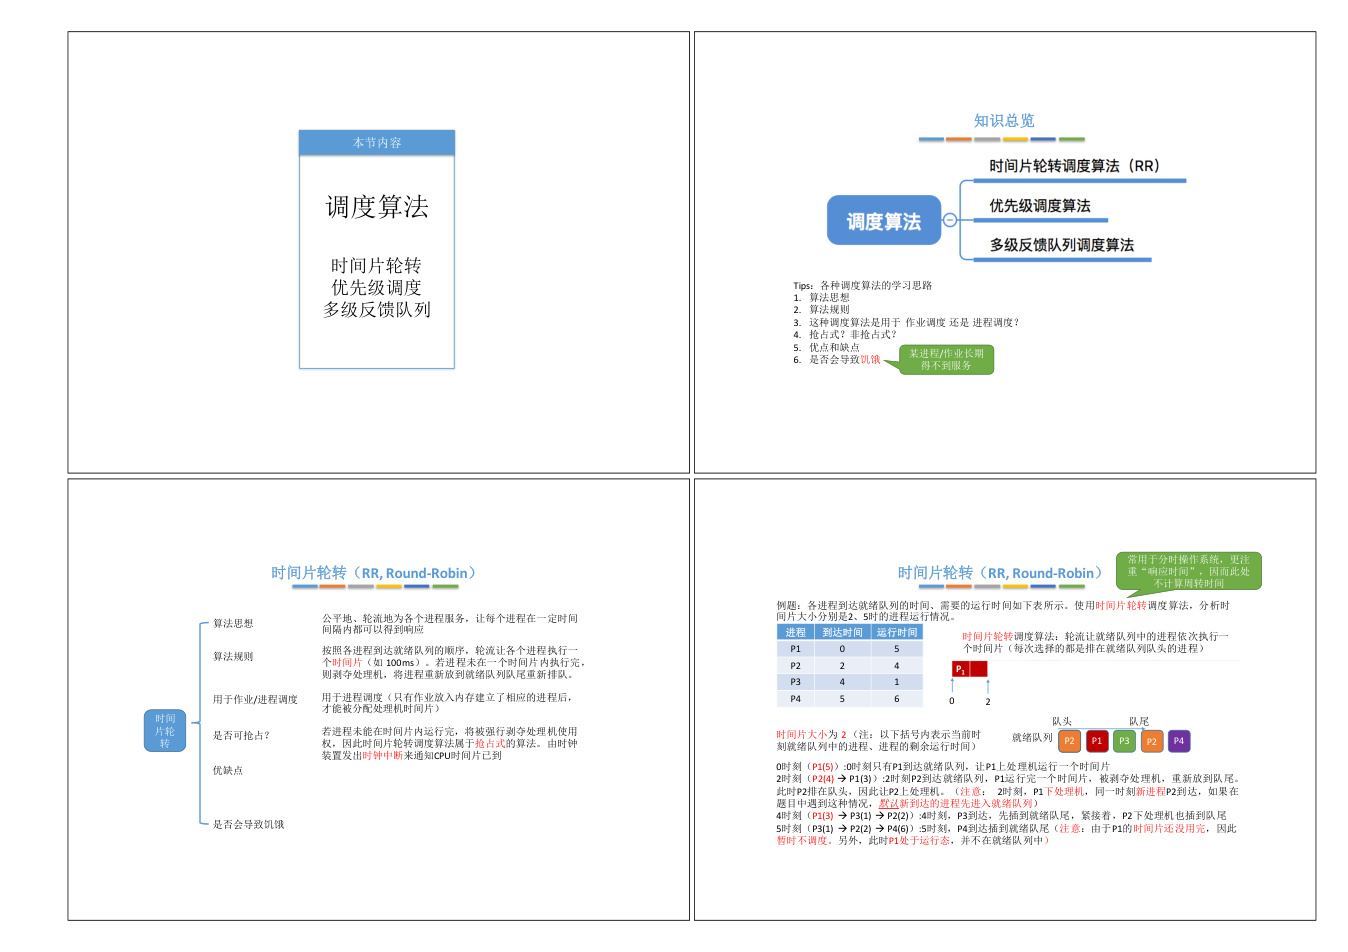 本节内容
调度算法
时间片轮转
优先级调度
多级反馈队列
知识总览
调度算法
时间片轮转调度算法（RR）
优先级调度算法
多级反馈队列调度算法
Tips：各种调度算法的学习思路
1. 算法思想
2. 算法规则
3. 这种调度算法是用于 作业调度 还是 进程调度？
4. 抢占式？非抢占式？
5. 优点和缺点
6. 是否会导致饥饿
某进程/作业长期
得不到服务
时间片轮转（RR, Round-Robin）
时间
片轮
转
算法思想
公平地、轮流地为各个进程服务，让每个进程在一定时间
间隔内都可以得到响应
算法规则
按照各进程到达就绪队列的顺序，轮流让各个进程执行一
个时间片（如 100ms）。若进程未在一个时间片内执行完，
则剥夺处理机，将进程重新放到就绪队列队尾重新排队。
用于作业/进程调度
用于进程调度（只有作业放入内存建立了相应的进程后，
才能被分配处理机时间片）
是否可抢占？
若进程未能在时间片内运行完，将被强行剥夺处理机使用
权，因此时间片轮转调度算法属于抢占式的算法。由时钟
装置发出时钟中断来通知CPU时间片已到
优缺点
是否会导致饥饿
时间片轮转（RR, Round-Robin）
常用于分时操作系统，更注
重“响应时间”，因而此处
不计算周转时间
例题：各进程到达就绪队列的时间、需要的运行时间如下表所示。使用时间片轮转调度算法，分析时
间片大小分别是2、5时的进程运行情况。
进程 到达时间 运行时间
P1 0 5
P2 2 4
P3 4 1
P4 5 6
时间片轮转调度算法：轮流让就绪队列中的进程依次执行一
个时间片（每次选择的都是排在就绪队列队头的进程）
P1
0 2
队头 队尾
就绪队列 P2 P1 P3 P2 P4
时间片大小为 2（注：以下括号内表示当前时
刻就绪队列中的进程、进程的剩余运行时间）
0时刻（P1(5)）:0时刻只有P1到达就绪队列，让P1上处理机运行一个时间片
2时刻（P2(4) → P1(3)）:2时刻P2到达就绪队列，P1运行完一个时间片，被剥夺处理机，重新放到队尾。
此时P2排在队头，因此让P2上处理机。（注意： 2时刻，P1下处理机，同一时刻新进程P2到达，如果在
题目中遇到这种情况，默认新到达的进程先进入就绪队列）
4时刻（P1(3) → P3(1) → P2(2)）:4时刻，P3到达，先插到就绪队尾，紧接着，P2下处理机也插到队尾
5时刻（P3(1) → P2(2) → P4(6)）:5时刻，P4到达插到就绪队尾（注意：由于P1的时间片还没用完，因此
暂时不调度。另外，此时P1处于运行态，并不在就绪队列中）